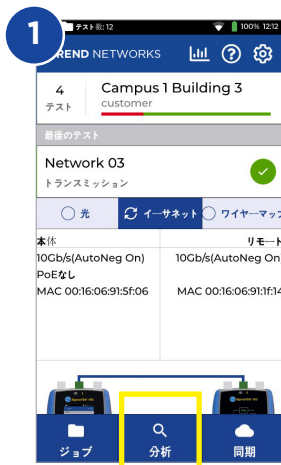 1
テスト数: 12
100% 12:12
REND NETWORKS
4
テスト
Campus 1 Building 3
customer
最後のテスト
Network 03
トランスミッション
光
イーサネット
ワイヤーマップ
本体
リモート
10Gb/s(AutoNeg On)
10Gb/s(AutoNeg On)
PoEなし
MAC 00:16:06:91:5f:06
MAC 00:16:06:91:1f:14
ジョブ
分析
同期